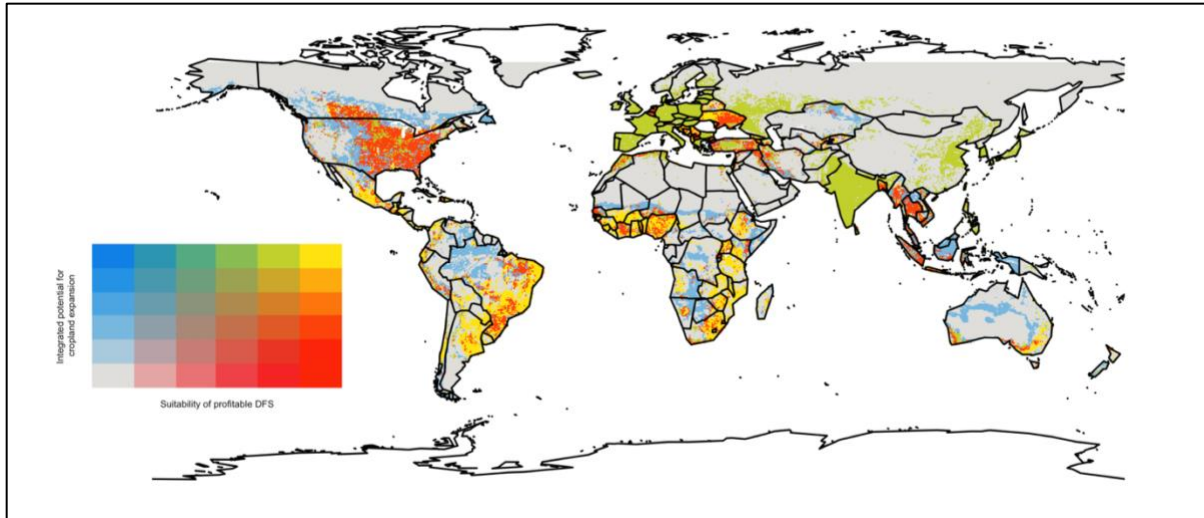 Integrated potential for
cropland expansion
Suitability of profitable DFS